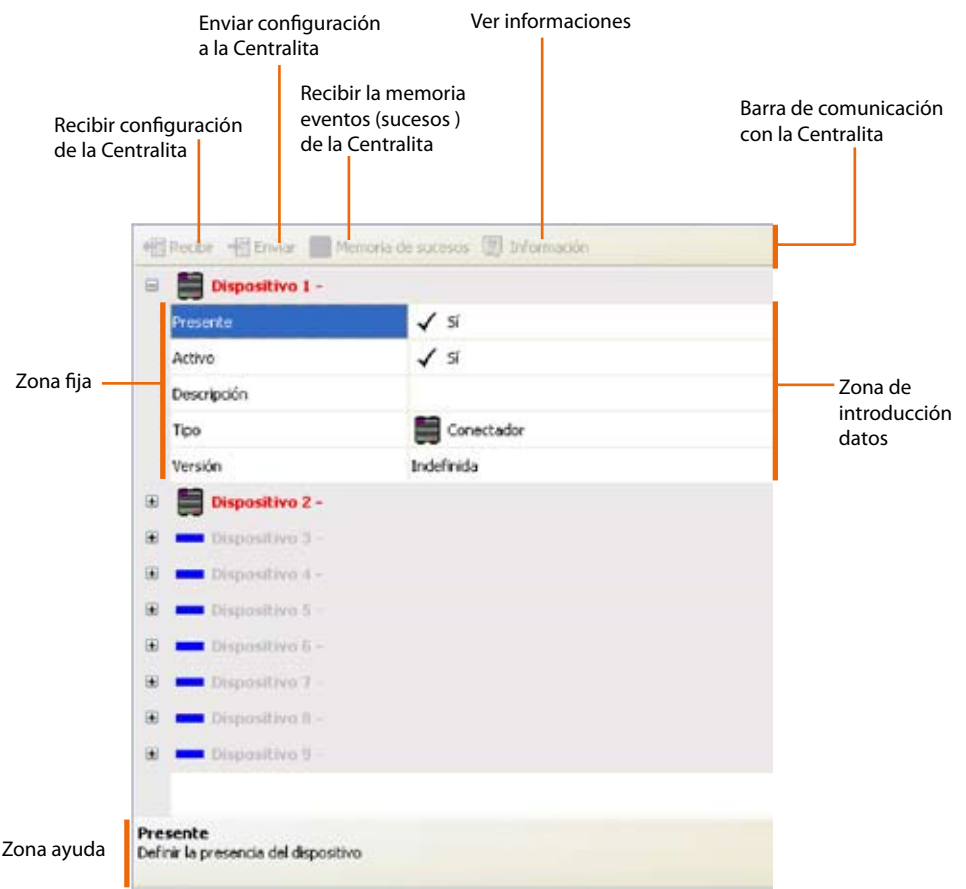 Enviar configuración
a la Centralita
Ver informaciones
Recibir la memoria
eventos (sucesos )
de la Centralita
Barra de comunicación
con la Centralita
Recibir configuración
de la Centralita
Recibir Enviar Memoria de sucesos Información
Dispositivo 1 -
Presente Sí
Activo Sí
Descripción
Tipo Conectador
Versión Indefinida
Zona fija
Zona de
introducción
datos
Dispositivo 2 -
Dispositivo 3 -
Dispositivo 4 -
Dispositivo 5 -
Dispositivo 6 -
Dispositivo 7 -
Dispositivo 8 -
Dispositivo 9 -
Zona ayuda
Presente
Definir la presencia del dispositivo